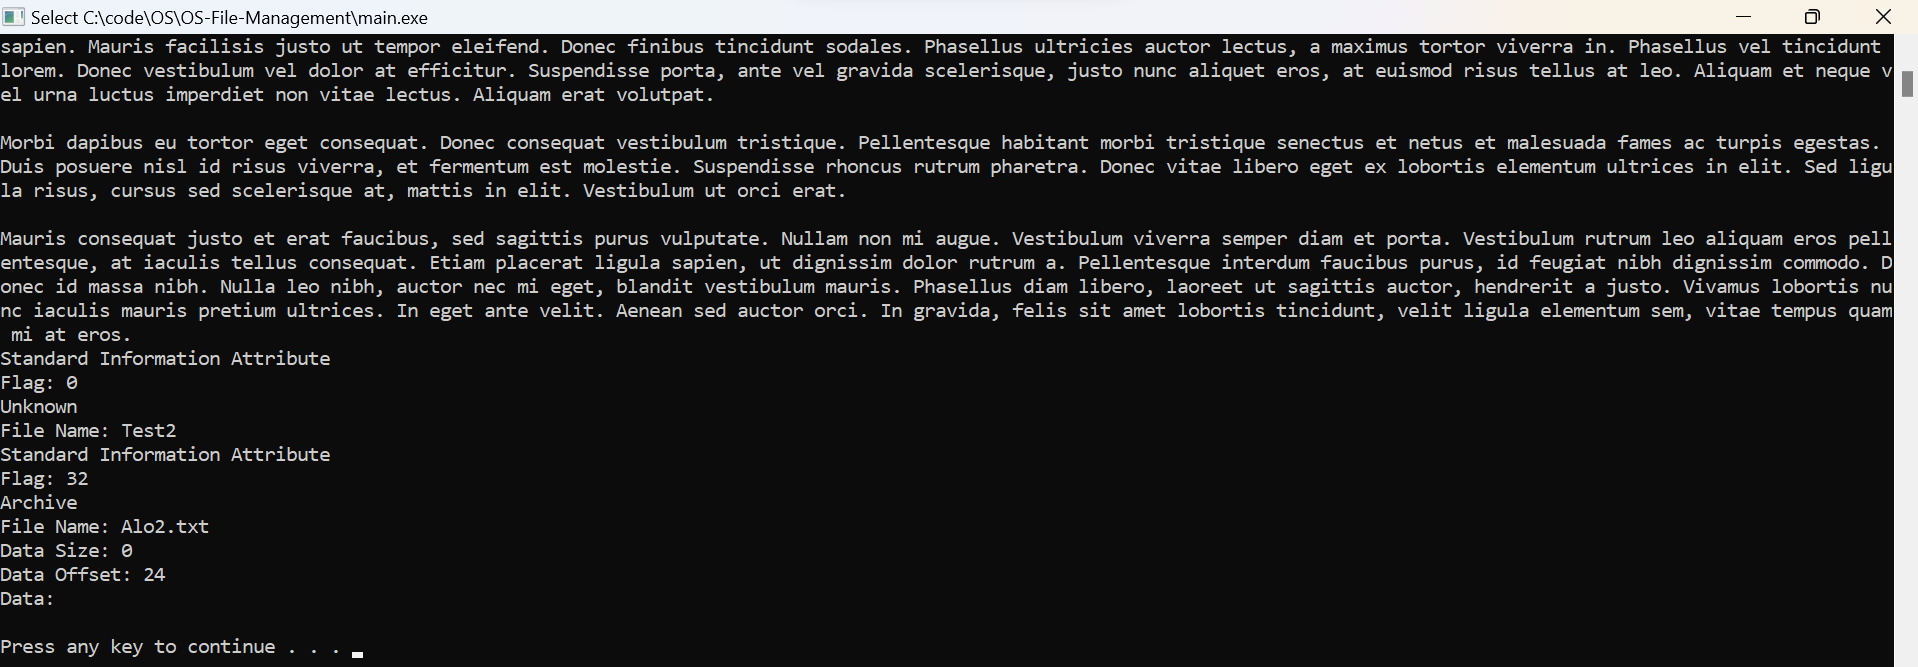 Select C:\code\OS\OS-File-Management\main.exe
sapien. Mauris facilisis justo ut tempor eleifend. Donec finibus tincidunt sodales. Phasellus ultricies auctor lectus, a maximus tortor viverra in. Phasellus vel tincidunt
lorem. Donec vestibulum vel dolor at efficitur. Suspendisse porta, ante vel gravida scelerisque, justo nunc aliquet eros, at euismod risus tellus at leo. Aliquam et neque v
el urna luctus imperdiet non vitae lectus. Aliquam erat volutpat.
Morbi dapibus eu tortor eget consequat. Donec consequat vestibulum tristique. Pellentesque habitant morbi tristique senectus et netus et malesuada fames ac turpis egestas.
Duis posuere nisl id risus viverra, et fermentum est molestie. Suspendisse rhoncus rutrum pharetra. Donec vitae libero eget ex lobortis elementum ultrices in elit. Sed ligu
la risus, cursus sed scelerisque at, mattis in elit. Vestibulum ut orci erat.
Mauris consequat justo et erat faucibus, sed sagittis purus vulputate. Nullam non mi augue. Vestibulum viverra semper diam et porta. Vestibulum rutrum leo aliquam eros pell
entesque, at iaculis tellus consequat. Etiam placerat ligula sapien, ut dignissim dolor rutrum a. Pellentesque interdum faucibus purus, id feugiat nibh dignissim commodo. D
onec id massa nibh. Nulla leo nibh, auctor nec mi eget, blandit vestibulum mauris. Phasellus diam libero, laoreet ut sagittis auctor, hendrerit a justo. Vivamus lobortis nu
nc iaculis mauris pretium ultrices. In eget ante velit. Aenean sed auctor orci. In gravida, felis sit amet lobortis tincidunt, velit ligula elementum sem, vitae tempus quam
mi at eros.
Standard Information Attribute
Flag: 0
Unknown
File Name: Test2
Standard Information Attribute
Flag: 32
Archive
File Name: Alo2.txt
Data Size: 0
Data Offset: 24
Data:
Press any key to continue . . .